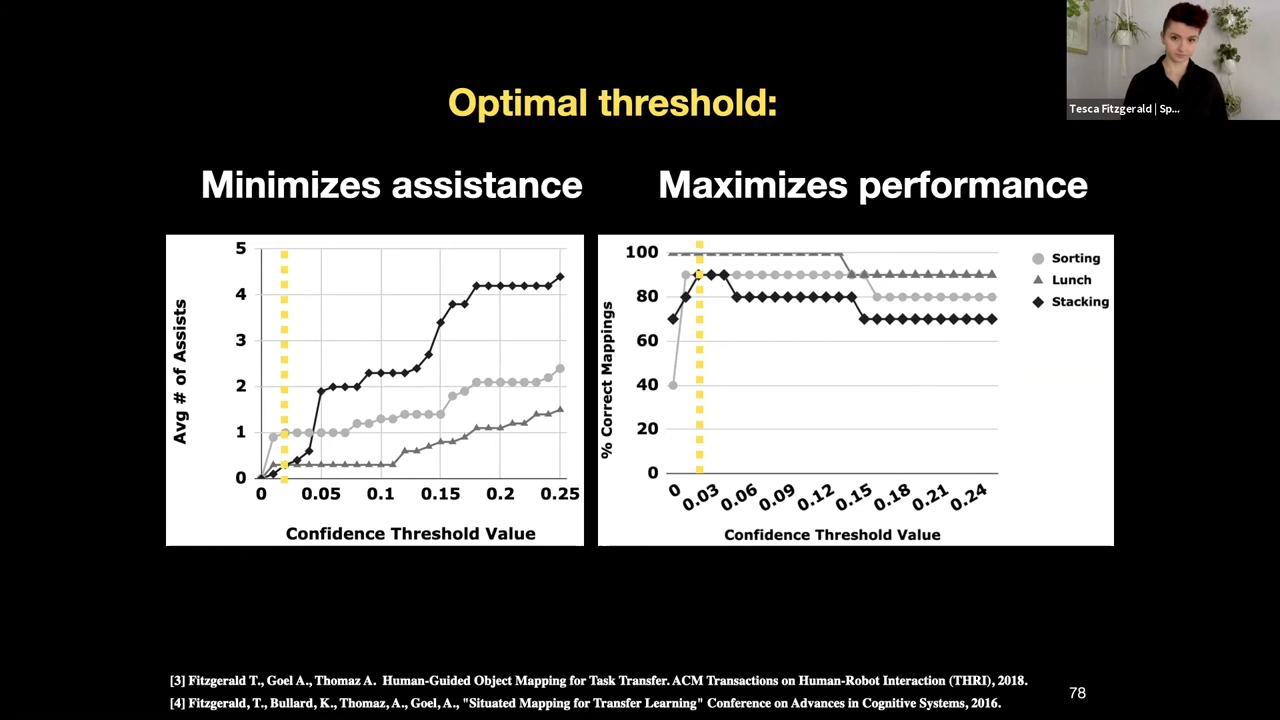 Tesca Fitzgerald | Sp...
Optimal threshold:
Minimizes assistance
Maximizes performance
5
4
3
2
1
0
Avg # of Assists
0 0.05 0.1 0.15 0.2 0.25
Confidence Threshold Value
100
80
60
40
20
0
% Correct Mappings
0 0.03 0.06 0.09 0.12 0.15 0.18 0.21 0.24
Confidence Threshold Value
Sorting
Lunch
Stacking
[3] Fitzgerald T., Goel A., Thomaz A. Human-Guided Object Mapping for Task Transfer. ACM Transactions on Human-Robot Interaction (THRI), 2018.
[4] Fitzgerald, T., Bullard, K., Thomaz, A., Goel, A., "Situated Mapping for Transfer Learning" Conference on Advances in Cognitive Systems, 2016.
78